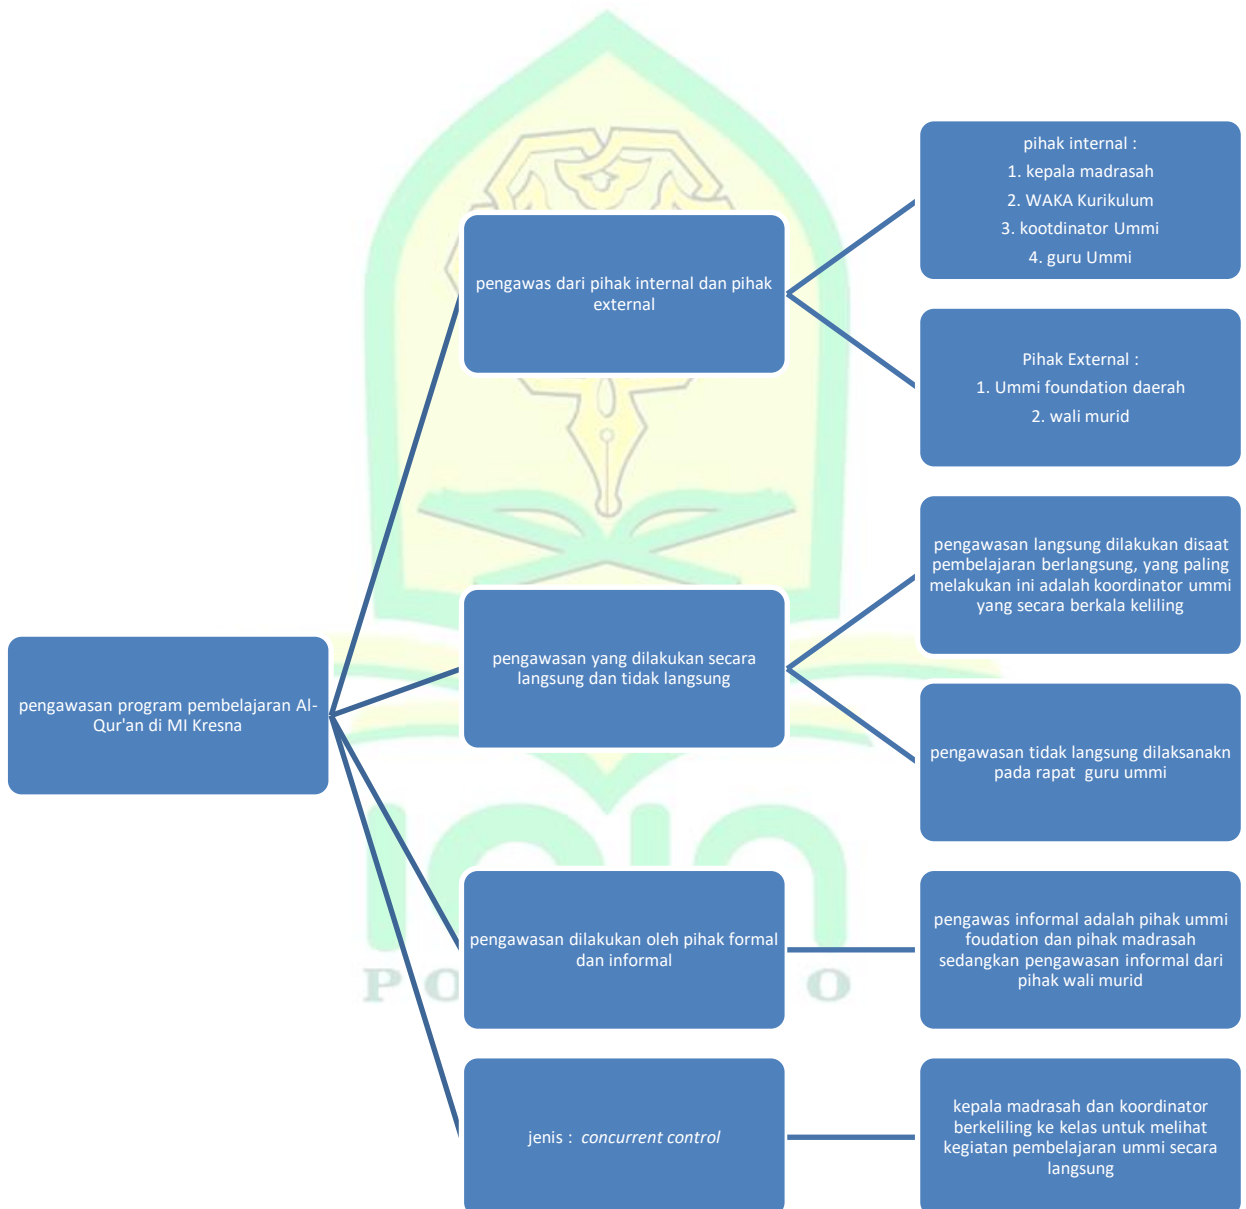 pengawasan program pembelajaran Al-
Qur'an di MI Kresna
pengawas dari pihak internal dan pihak
external
pihak internal :
1. kepala madrasah
2. WAKA Kurikulum
3. kootdinator Ummi
4. guru Ummi
Pihak External :
1. Ummi foundation daerah
2. wali murid
pengawasan yang dilakukan secara
langsung dan tidak langsung
pengawasan langsung dilakukan disaat
pembelajaran berlangsung, yang paling
melakukan ini adalah koordinator ummi
yang secara berkala keliling
pengawasan tidak langsung dilaksanakn
pada rapat guru ummi
pengawasan dilakukan oleh pihak formal
dan informal
pengawas informal adalah pihak ummi
foudation dan pihak madrasah
sedangkan pengawasan informal dari
pihak wali murid
jenis : concurrent control
kepala madrasah dan koordinator
berkeliling ke kelas untuk melihat
kegiatan pembelajaran ummi secara
langsung